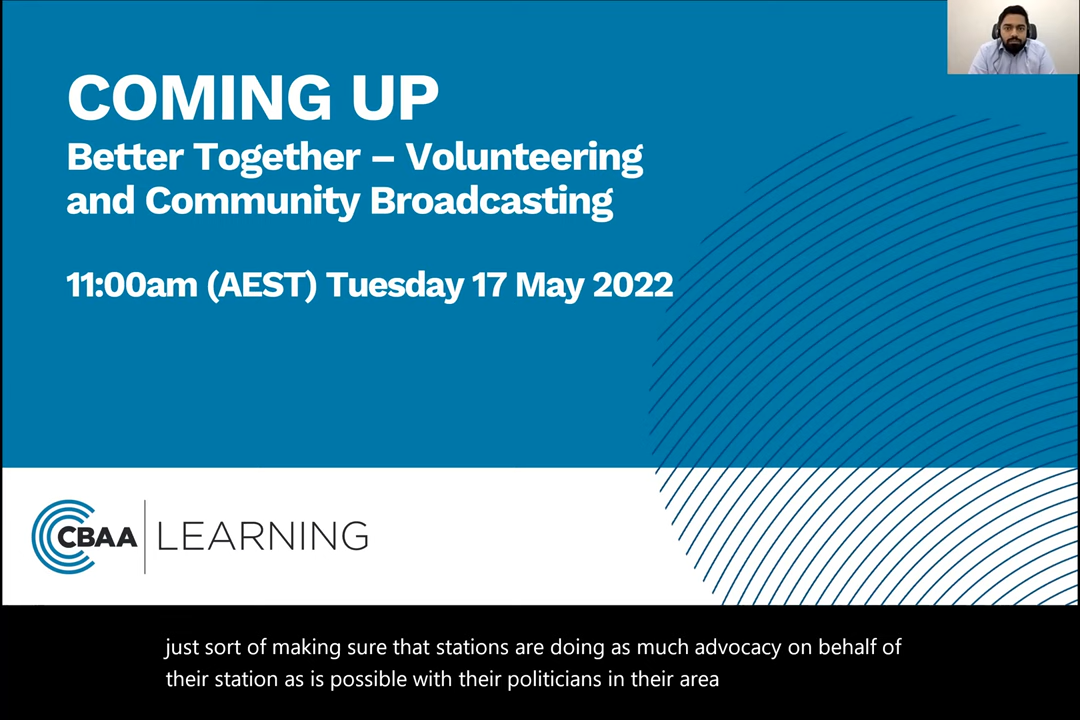 COMING UP
Better Together – Volunteering
and Community Broadcasting
11:00am (AEST) Tuesday 17 May 2022
CBAA LEARNING
just sort of making sure that stations are doing as much advocacy on behalf of
their station as is possible with their politicians in their area